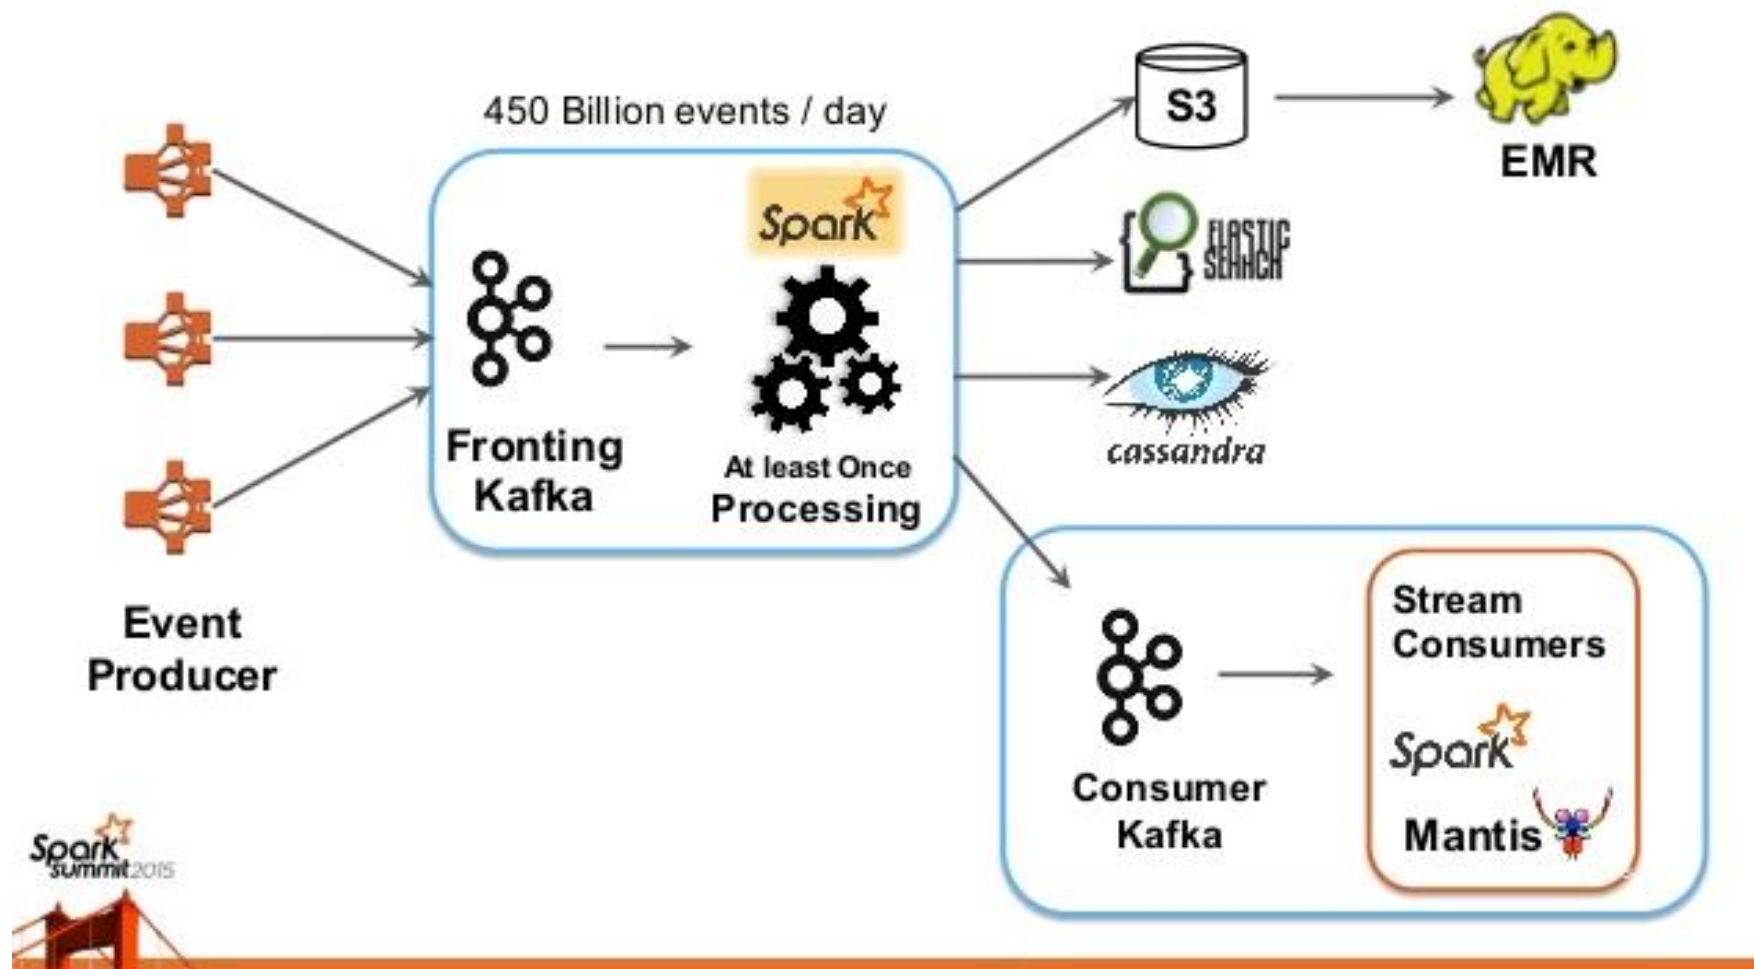 450 Billion events / day
S3
EMR
Spark
ELASTIC
SEARCH
Fronting
Kafka
At least Once
Processing
cassandra
Event
Producer
Stream
Consumers
Spark
Mantis
Consumer
Kafka
Spark
summit 2015